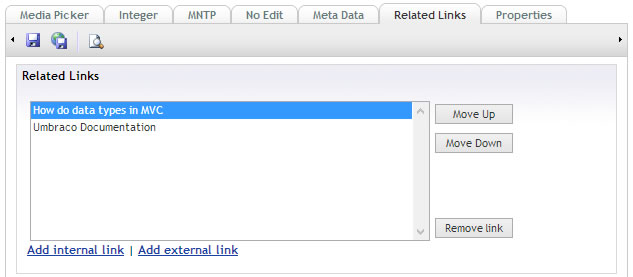 Media Picker Integer MNTP No Edit Meta Data Related Links Properties
Related Links
How do data types in MVC
Umbraco Documentation
Move Up
Move Down
Remove link
Add internal link | Add external link